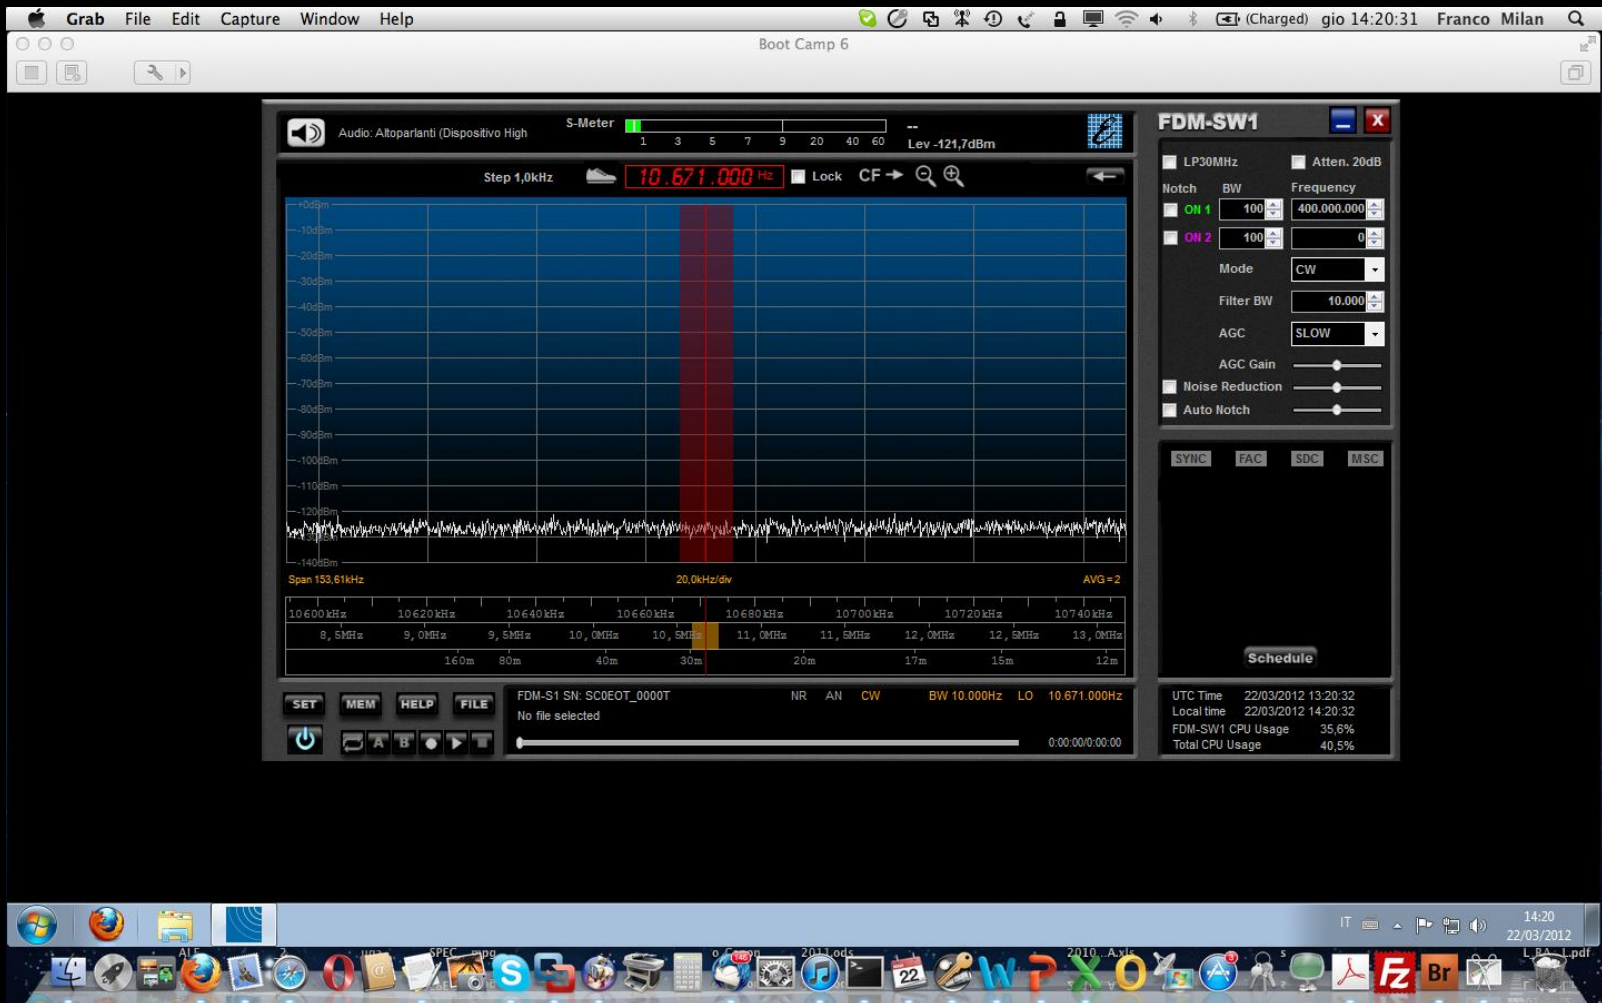 Grab File Edit Capture Window Help (Charged) gio 14:20:31 Franco Milan
Boot Camp 6
Audio: Altoparlanti (Dispositivo High
S-Meter
1 3 5 7 9 20 40 60
--
Lev -121,7dBm
Step 1,0kHz
10.671.000 Hz
Lock
CF
+0dBm
-10dBm
-20dBm
-30dBm
-40dBm
-50dBm
-60dBm
-70dBm
-80dBm
-90dBm
-100dBm
-110dBm
-120dBm
-140dBm
Span 153,61kHz 20,0kHz/div AVG = 2
10600kHz 10620kHz 10640kHz 10660kHz 10680kHz 10700kHz 10720kHz 10740kHz
8,5MHz 9,0MHz 9,5MHz 10,0MHz 10,5MHz 11,0MHz 11,5MHz 12,0MHz 12,5MHz 13,0MHz
160m 80m 40m 30m 20m 17m 15m 12m
SET MEM HELP FILE
A B
FDM-S1 SN: SC0EOT_0000T NR AN CW BW 10.000Hz LO 10.671.000Hz
No file selected
0:00:00/0:00:00
FDM-SW1
X
LP30MHz Atten. 20dB
Notch BW Frequency
ON 1 100 400.000.000
ON 2 100 0
Mode CW
Filter BW 10.000
AGC SLOW
AGC Gain
Noise Reduction
Auto Notch
SYNC FAC SDC MSC
Schedule
UTC Time 22/03/2012 13:20:32
Local time 22/03/2012 14:20:32
FDM-SW1 CPU Usage 35,6%
Total CPU Usage 40,5%
IT
14:20
22/03/2012
2011.ods
146
22
3
Br